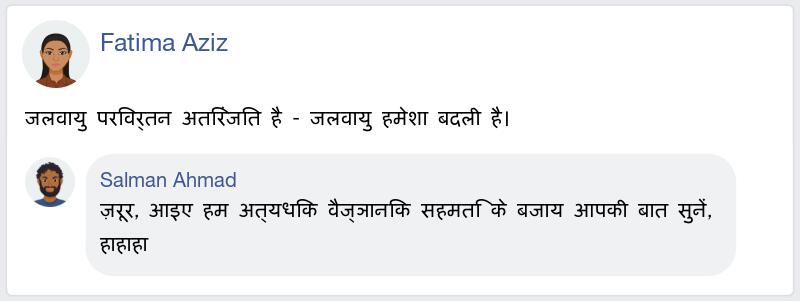 Fatima Aziz
जलवायु परिवर्तन अतिरंजित है - जलवायु हमेशा बदली है।
Salman Ahmad
ज़रूर, आइए हम अत्यधिक वैज्ञानिक सहमति के बजाय आपकी बात सुनें,
हाहाहा